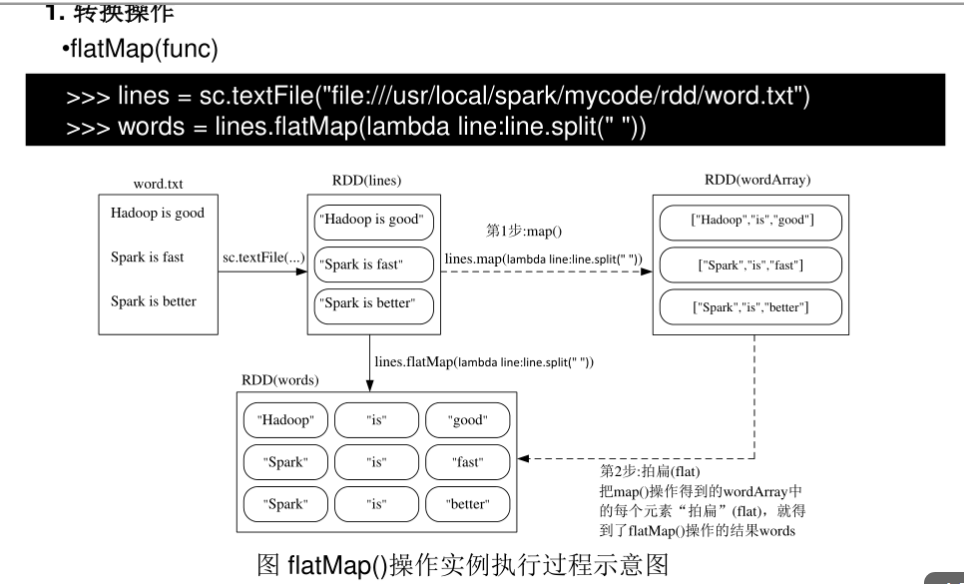 1. 转换操作
•flatMap(func)
>>> lines = sc.textFile("file:///usr/local/spark/mycode/rdd/word.txt")
>>> words = lines.flatMap(lambda line:line.split(" "))
word.txt
Hadoop is good
Spark is fast
Spark is better
sc.textFile(...)
RDD(lines)
"Hadoop is good"
"Spark is fast"
"Spark is better"
第1步:map()
lines.map(lambda line:line.split(" "))
RDD(wordArray)
["Hadoop","is","good"]
["Spark","is","fast"]
["Spark","is","better"]
lines.flatMap(lambda line:line.split(" "))
RDD(words)
"Hadoop" "is" "good"
"Spark" "is" "fast"
"Spark" "is" "better"
第2步:拍扁(flat)
把map()操作得到的wordArray中
的每个元素“拍扁”(flat)，就得
到了flatMap()操作的结果words
图 flatMap()操作实例执行过程示意图